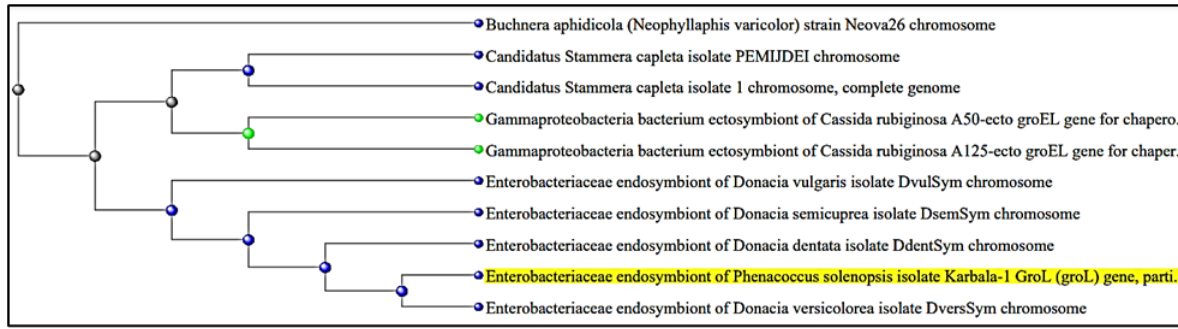 Buchnera aphidicola (Neophyllaphis varicolor) strain Neova26 chromosome
Candidatus Stammera capleta isolate PEMIJDEI chromosome
Candidatus Stammera capleta isolate 1 chromosome, complete genome
Gammaproteobacteria bacterium ectosymbiont of Cassida rubiginosa A50-ecto groEL gene for chapero.
Gammaproteobacteria bacterium ectosymbiont of Cassida rubiginosa A125-ecto groEL gene for chaper.
Enterobacteriaceae endosymbiont of Donacia vulgaris isolate DvulSym chromosome
Enterobacteriaceae endosymbiont of Donacia semicuprea isolate DsemSym chromosome
Enterobacteriaceae endosymbiont of Donacia dentata isolate DdentSym chromosome
Enterobacteriaceae endosymbiont of Phenacoccus solenopsis isolate Karbala-1 GroL (groL) gene, parti.
Enterobacteriaceae endosymbiont of Donacia versicolorea isolate DversSym chromosome